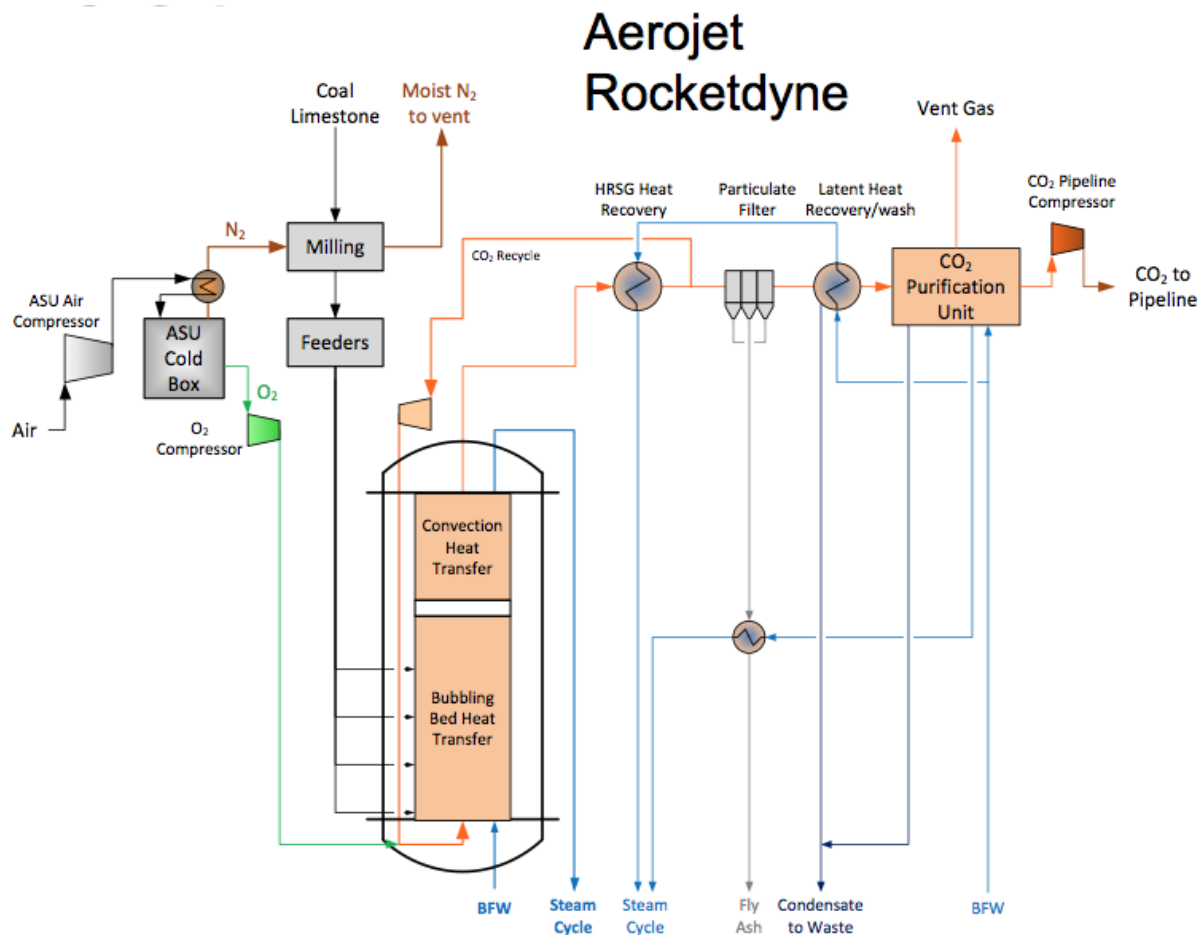 Aerojet
Rocketdyne
Coal
Limestone
Moist N₂
to vent
Vent Gas
HRSG Heat
Recovery
Particulate
Filter
Latent Heat
Recovery/wash
CO₂ Pipeline
Compressor
N₂
Milling
CO₂ Recycle
CO₂
Purification
Unit
CO₂ to
Pipeline
ASU Air
Compressor
ASU
Cold
Box
Feeders
O₂
Air
O₂
Compressor
Convection
Heat
Transfer
Bubbling
Bed Heat
Transfer
BFW
Steam
Cycle
Steam
Cycle
Fly
Ash
Condensate
to Waste
BFW